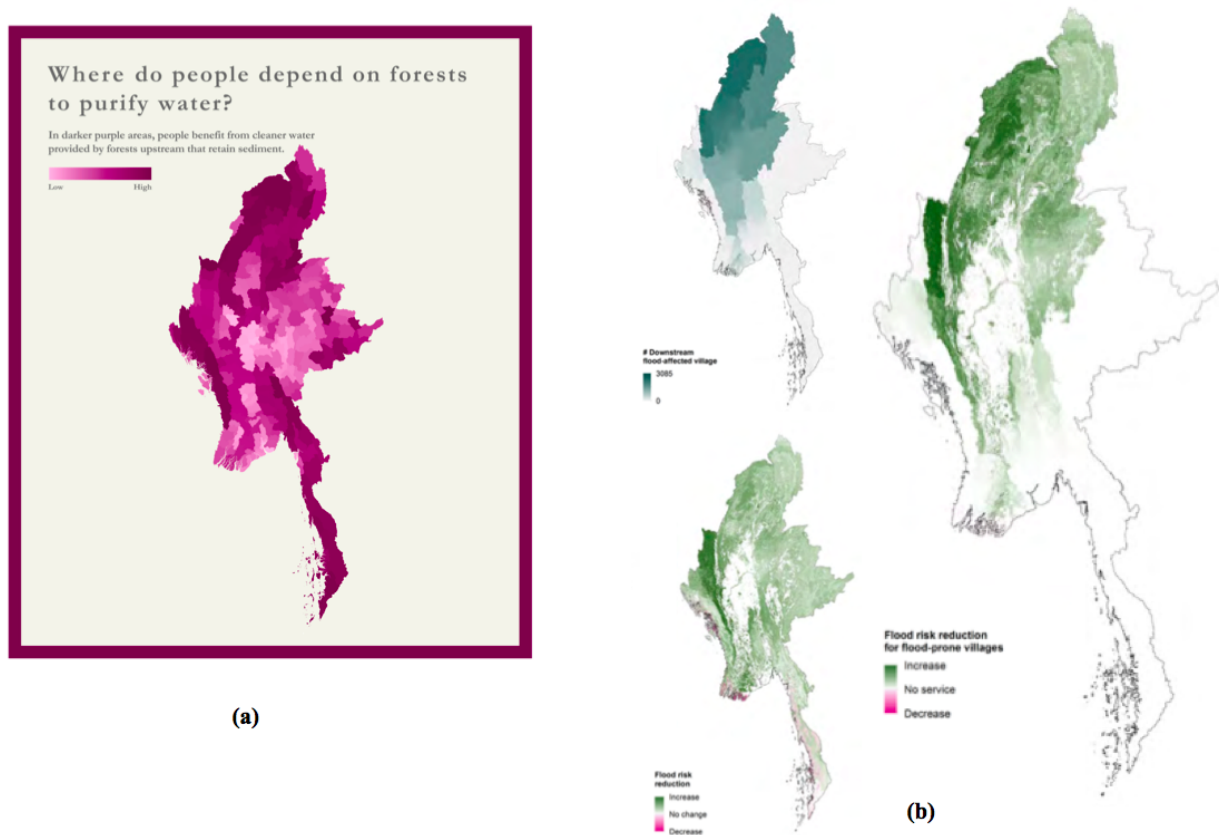 Where do people depend on forests
to purify water?
In darker purple areas, people benefit from cleaner water
provided by forests upstream that retain sediment.
Low High
(a)
# Downstream
flood-affected village
3085
0
Flood risk
reduction
Increase
No change
Decrease
Flood risk reduction
for flood-prone villages
Increase
No service
Decrease
(b)